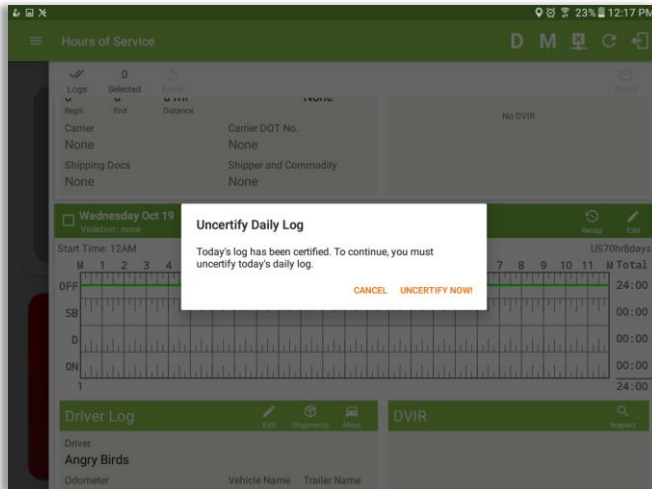 23% 12:17 PM
Hours of Service
D M
Logs Selected
0
Begin End Distance
None
No DVIR
Carrier Carrier DOT No.
None None
Shipping Docs Shipper and Commodity
None None
Wednesday Oct 19
Violation: none
Recap Edit
Start Time: 12AM US70hr8days
Uncertify Daily Log
Today's log has been certified. To continue, you must
uncertify today's daily log.
CANCEL UNCERTIFY NOW!
M 1 2 3 4 7 8 9 10 11 M Total
OFF 24:00
SB 00:00
D 00:00
ON 00:00
1 24:00
Driver Log
Edit Shipments Miles
DVIR
Inspect
Driver
Angry Birds
Odometer Vehicle Name Trailer Name